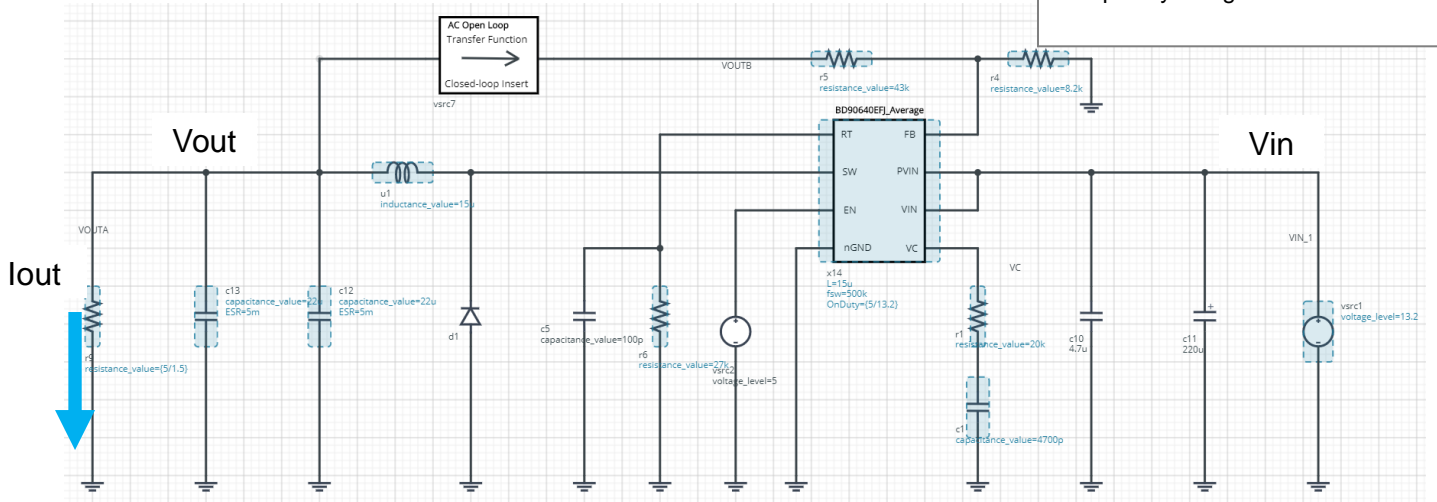 AC Open Loop
Transfer Function
Closed-loop Insert
vsrc7
VOUTB
r5
resistance_value=43k
r4
resistance_value=8.2k
BD90640EFJ_Average
RT
FB
SW
PVIN
EN
VIN
nGND
VC
x14
L=15u
fsw=500k
OnDuty={5/13.2}
Vout
Vin
u1
inductance_value=15u
VOUTA
Iout
r9
resistance_value={5/1.5}
c13
capacitance_value=22u
ESR=5m
c12
capacitance_value=22u
ESR=5m
d1
c5
capacitance_value=100p
r6
resistance_value=27k
vsrc2
voltage_level=5
VC
r1
resistance_value=20k
c1
capacitance_value=4700p
c10
4.7u
+
c11
220u
VIN_1
vsrc1
voltage_level=13.2